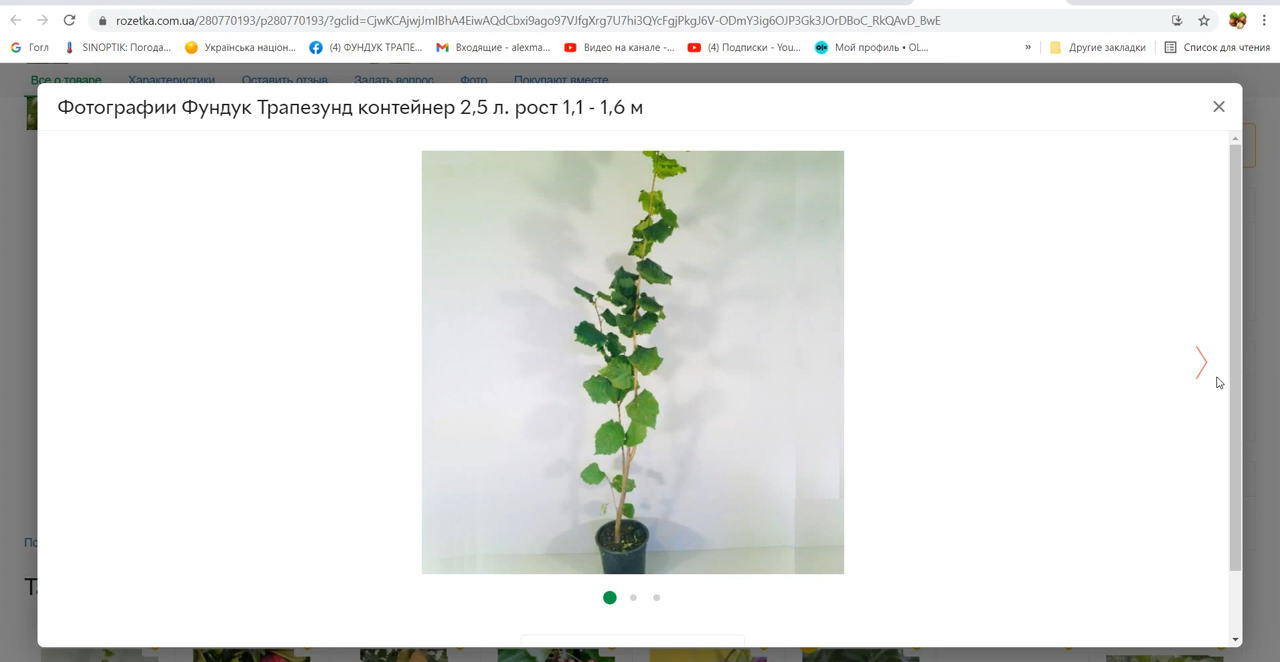 rozetka.com.ua/280770193/p280770193/?gclid=CjwKCAjwjJmIBhA4EiwAQdCbxi9ago97VJfgXrg7U7hi3QYcFgjPkgJ6V-ODmY3ig6OJP3Gk3JOrDBoC_RkQAvD_BwE
Гогл SINOPTIK: Погода... Українська націон... (4) ФУНДУК ТРАПЕ... Входящие - alexma... Видео на канале -... (4) Подписки - You... Мой профиль • OL... » Другие закладки Список для чтения
Все о товаре Характеристики Оставить отзыв Задать вопрос Фото Покупают вместе
Фотографии Фундук Трапезунд контейнер 2,5 л. рост 1,1 - 1,6 м